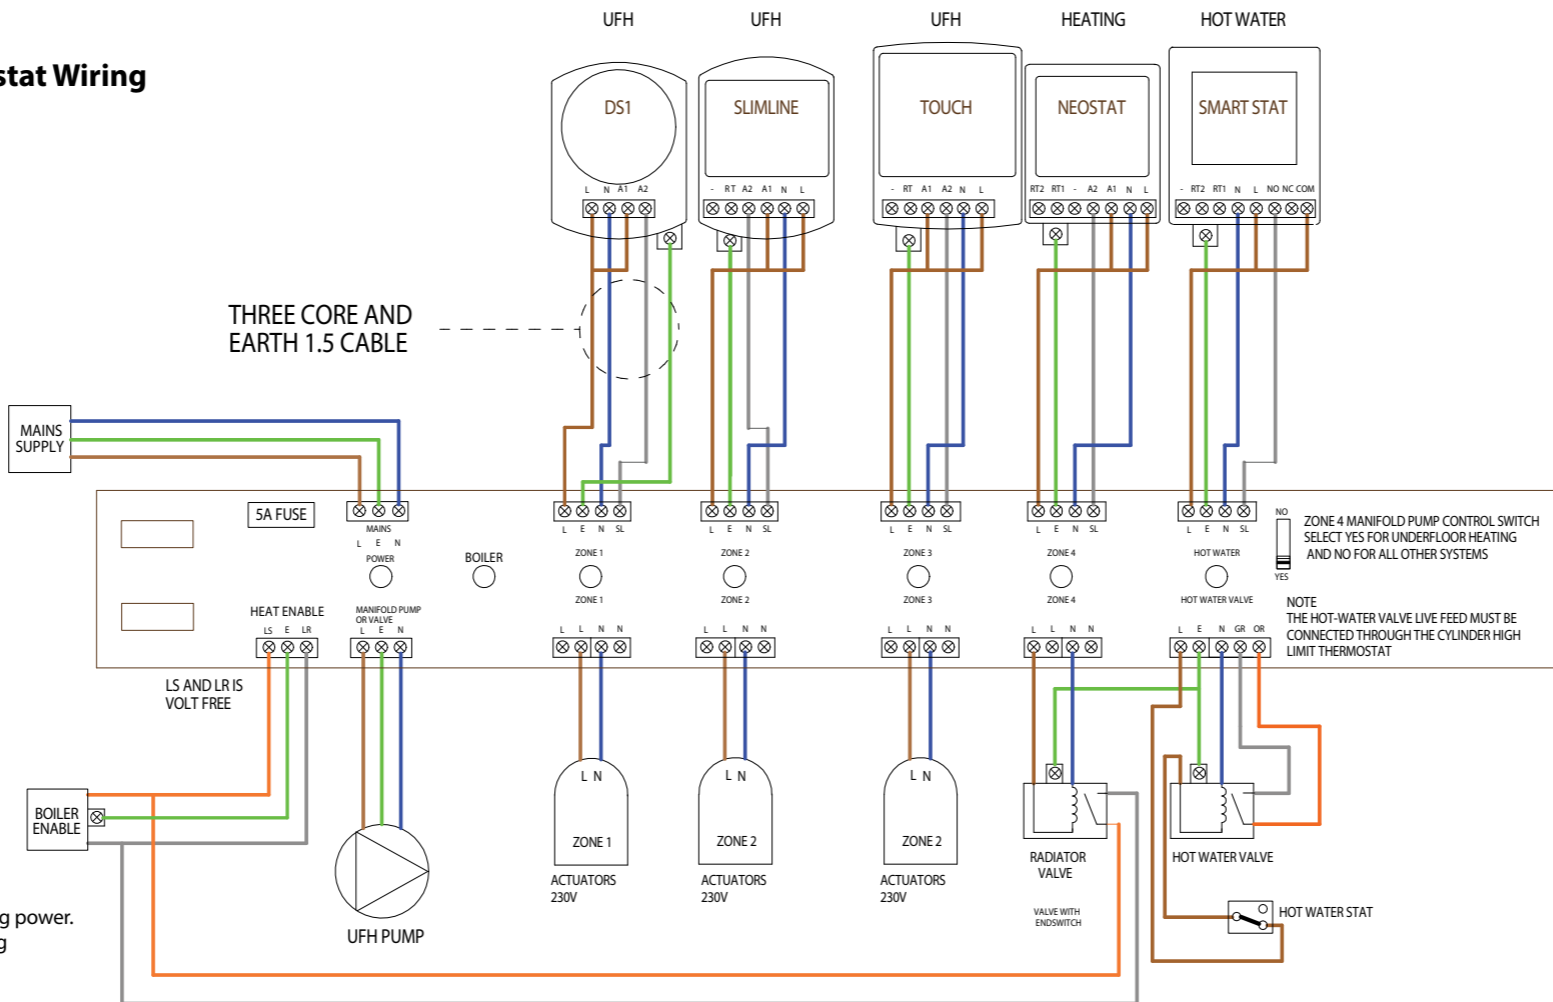 UFH UFH UFH HEATING HOT WATER
stat Wiring
DS1 SLIMLINE TOUCH NEOSTAT SMART STAT
L N A1 A2
- RT A2 A1 N L
- RT A1 A2 N L
RT2 RT1 - A2 A1 N L
- RT2 RT1 N L NO NC COM
THREE CORE AND
EARTH 1.5 CABLE
MAINS
SUPPLY
5A FUSE
MAINS
L E N
POWER
BOILER
L E N SL
ZONE 1
ZONE 1
L E N SL
ZONE 2
ZONE 2
L E N SL
ZONE 3
ZONE 3
L E N SL
ZONE 4
ZONE 4
L E N SL
HOT WATER
HOT WATER VALVE
NO
YES
ZONE 4 MANIFOLD PUMP CONTROL SWITCH
SELECT YES FOR UNDERFLOOR HEATING
AND NO FOR ALL OTHER SYSTEMS
NOTE
THE HOT-WATER VALVE LIVE FEED MUST BE
CONNECTED THROUGH THE CYLINDER HIGH
LIMIT THERMOSTAT
HEAT ENABLE
LS E LR
MANIFOLD PUMP
OR VALVE
L E N
L L N N
L L N N
L L N N
L L N N
L E N GR OR
LS AND LR IS
VOLT FREE
BOILER
ENABLE
UFH PUMP
L N
ZONE 1
ACTUATORS
230V
L N
ZONE 2
ACTUATORS
230V
L N
ZONE 2
ACTUATORS
230V
RADIATOR
VALVE
VALVE WITH
ENDSWITCH
HOT WATER VALVE
HOT WATER STAT
g power.
g